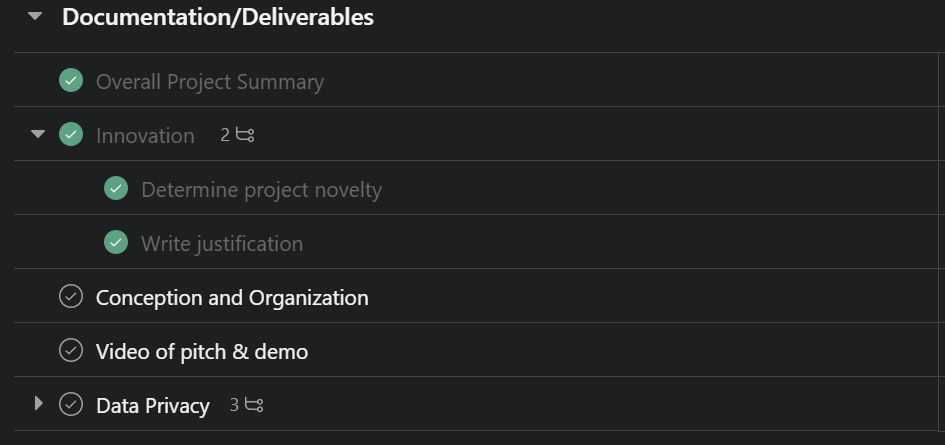 Documentation/Deliverables
Overall Project Summary
Innovation 2
Determine project novelty
Write justification
Conception and Organization
Video of pitch & demo
Data Privacy 3